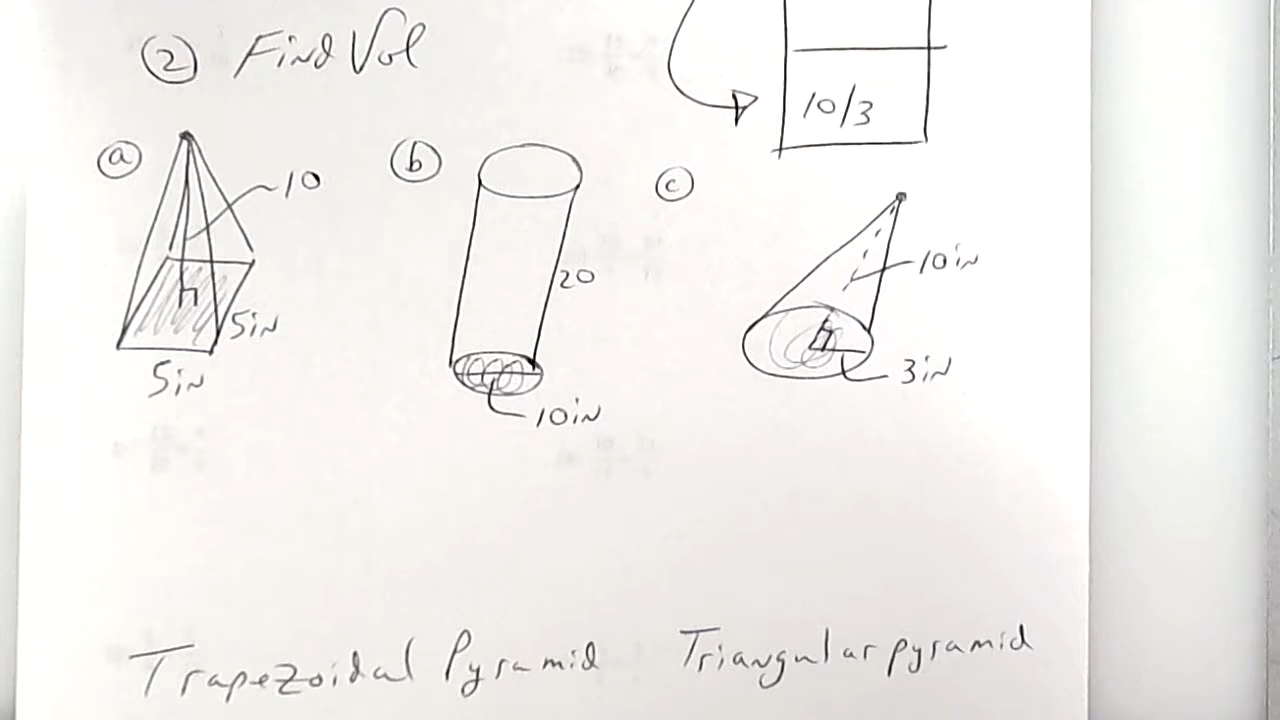 ② Find Vol
10/3
ⓐ
10
5in
5in
ⓑ
20
10in
ⓒ
10in
3in
Trapezoidal Pyramid Triangular pyramid